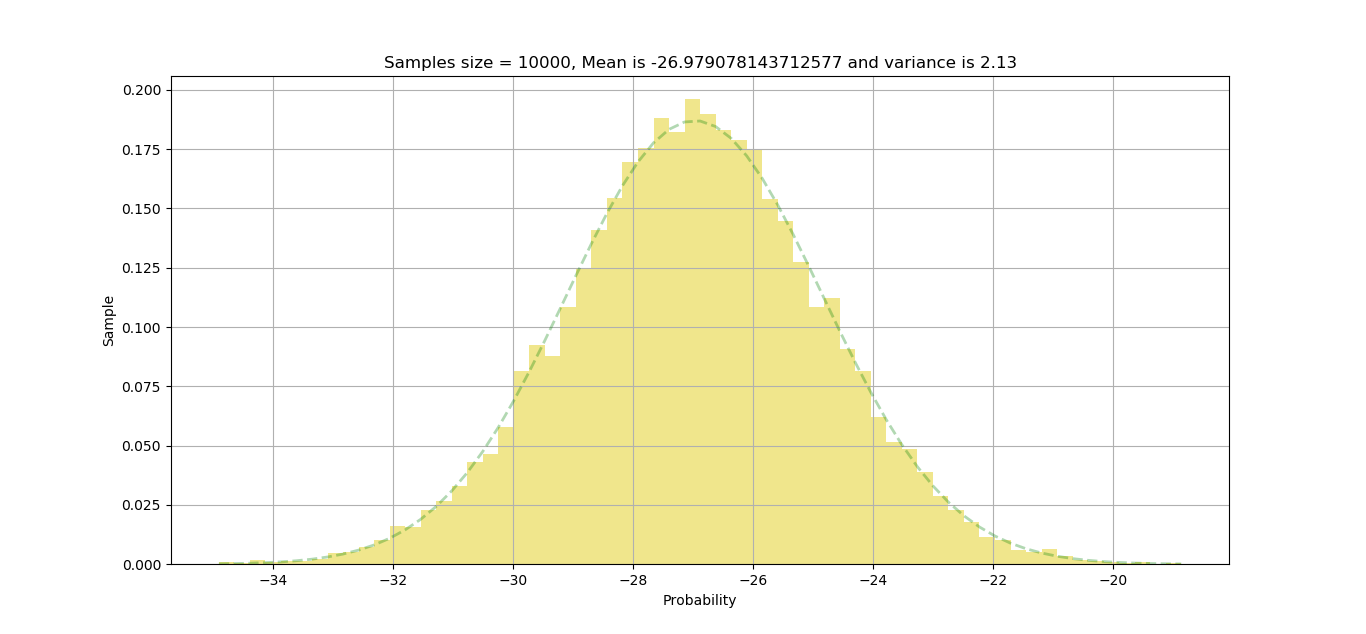 Samples size = 10000, Mean is -26.979078143712577 and variance is 2.13
0.200
0.175
0.150
0.125
0.100
0.075
0.050
0.025
0.000
Sample
−34 −32 −30 −28 −26 −24 −22 −20
Probability